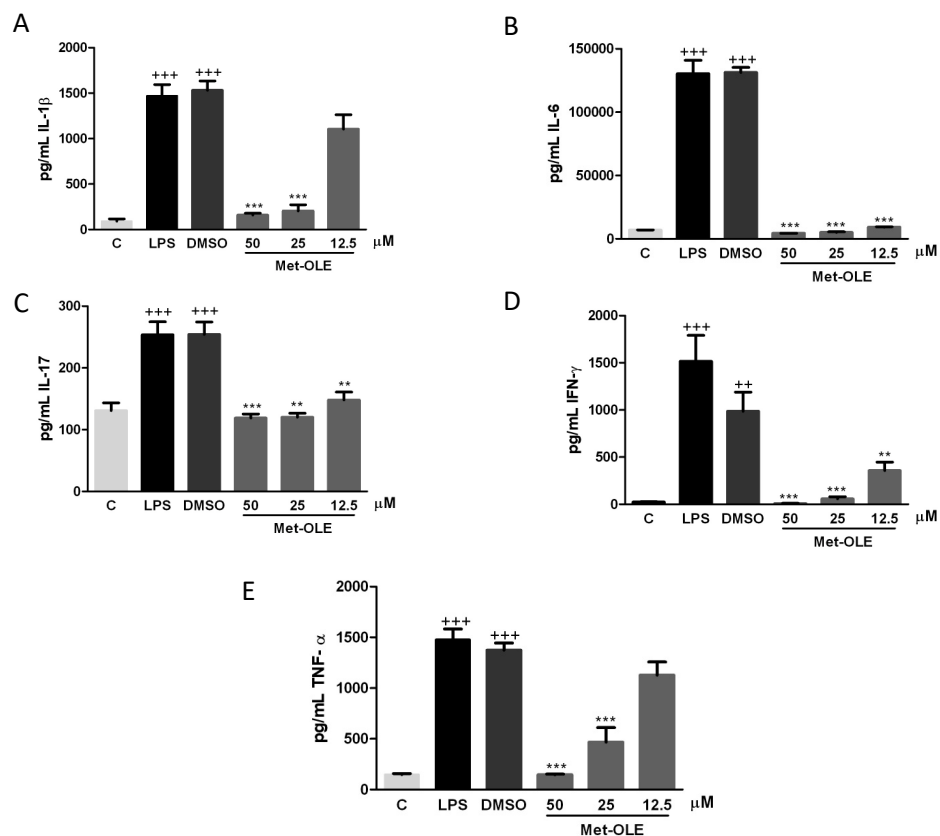 A
pg/mL IL-1β
2000
1500
1000
500
0
+++ +++
*** ***
C LPS DMSO 50 25 12.5 μM
Met-OLE
B
pg/mL IL-6
150000
100000
50000
0
+++ +++
*** *** ***
C LPS DMSO 50 25 12.5 μM
Met-OLE
C
pg/mL IL-17
300
200
100
0
+++ +++
*** ** **
C LPS DMSO 50 25 12.5 μM
Met-OLE
D
pg/mL IFN-γ
2000
1500
1000
500
0
+++ ++
*** *** **
C LPS DMSO 50 25 12.5 μM
Met-OLE
E
pg/mL TNF- α
2000
1500
1000
500
0
+++ +++
*** ***
C LPS DMSO 50 25 12.5 μM
Met-OLE